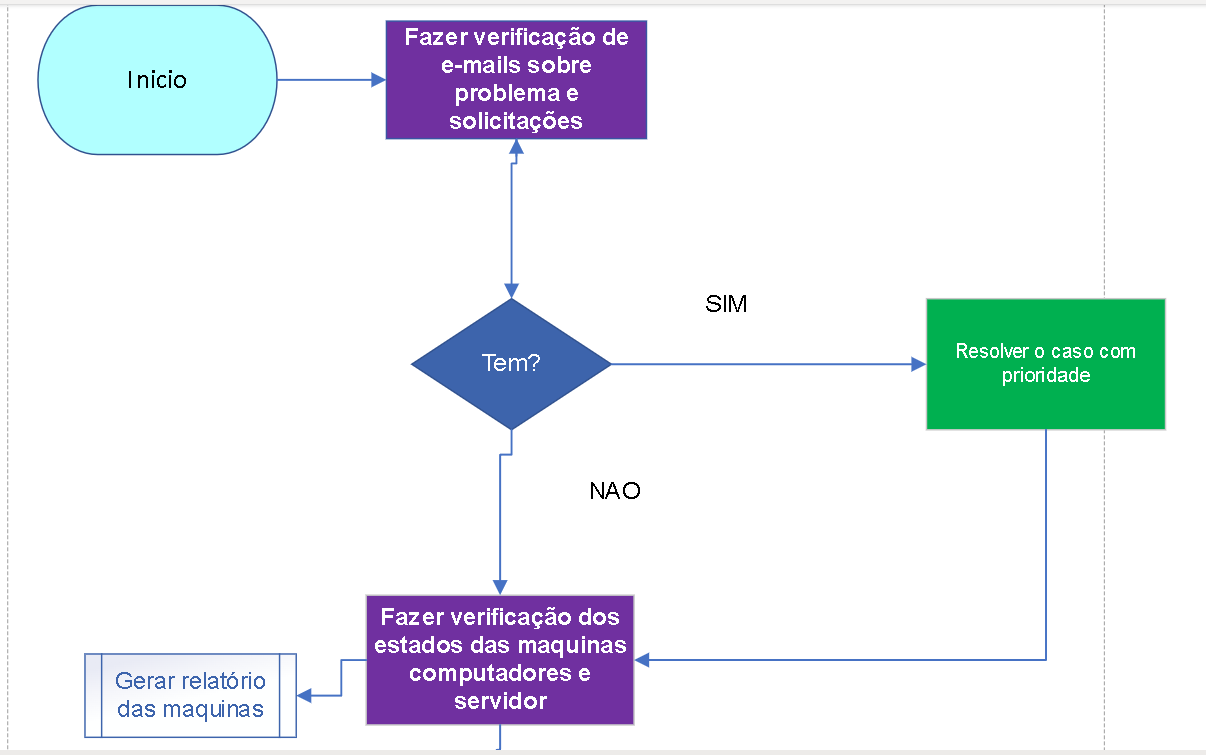 Inicio
Fazer verificação de
e-mails sobre
problema e
solicitações
Tem?
SIM
Resolver o caso com
prioridade
NAO
Fazer verificação dos
estados das maquinas
computadores e
servidor
Gerar relatório
das maquinas